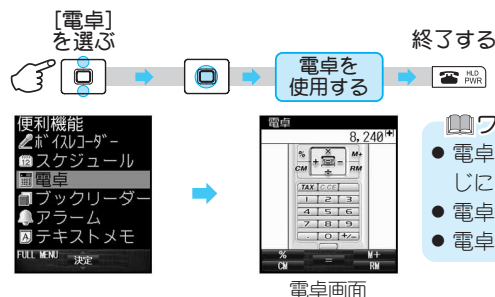 [電卓]
を選ぶ
終了する
電卓を
使用する
HLD
PWR
便利機能
ボイスレコーダー
スケジュール
電卓
ブックリーダー
アラーム
テキストメモ
FULL MENU 決定
電卓
8,240
% × M+
CM + = RM
÷
TAX C・CE
1 2 3
4 5 6
7 8 9
・ 0 +/-
% M+
CM = RM
電卓画面
ワ
● 電卓
じに
● 電卓
● 電卓